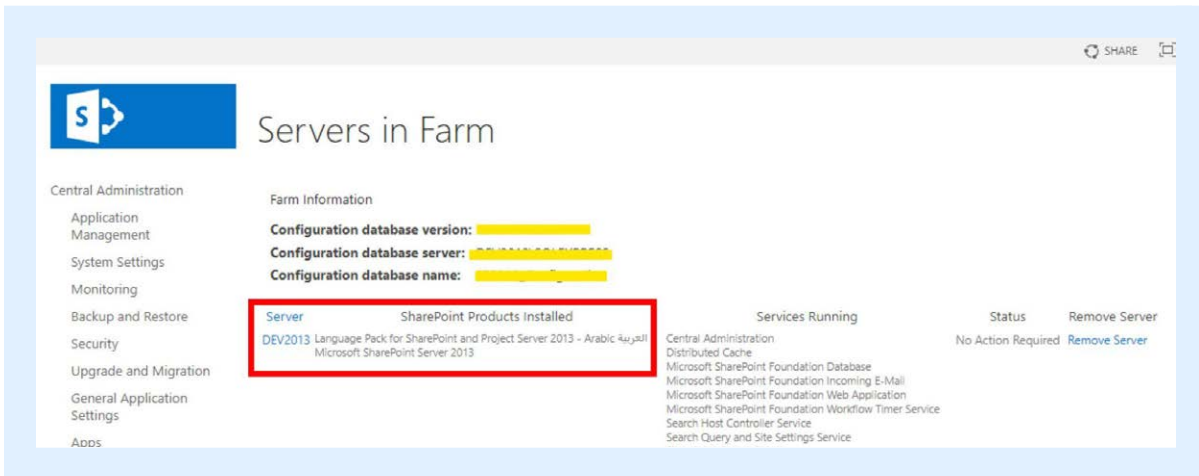 SHARE
S
Servers in Farm
Central Administration
Application
Management
System Settings
Monitoring
Backup and Restore
Security
Upgrade and Migration
General Application
Settings
Apps
Farm Information
Configuration database version:
Configuration database server:
Configuration database name:
Server SharePoint Products Installed Services Running Status Remove Server
DEV2013 Language Pack for SharePoint and Project Server 2013 - Arabic العربية
Microsoft SharePoint Server 2013
Central Administration
Distributed Cache
Microsoft SharePoint Foundation Database
Microsoft SharePoint Foundation Incoming E-Mail
Microsoft SharePoint Foundation Web Application
Microsoft SharePoint Foundation Workflow Timer Service
Search Host Controller Service
Search Query and Site Settings Service
No Action Required Remove Server